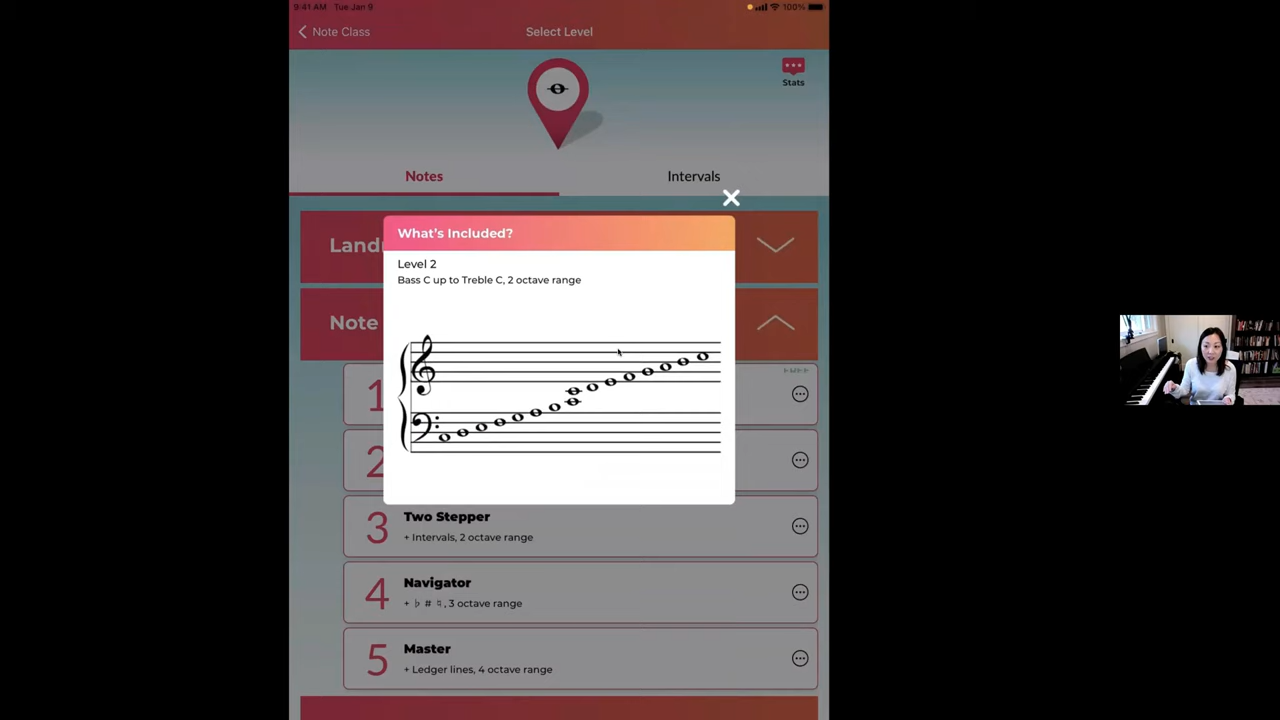 9:41 AM Tue Jan 9 100%
Note Class Select Level
Stats
Notes Intervals
What's Included?
Level 2
Bass C up to Treble C, 2 octave range
Note
1
2
3 Two Stepper
+ Intervals, 2 octave range
4 Navigator
+ ♭ # ♮, 3 octave range
5 Master
+ Ledger lines, 4 octave range